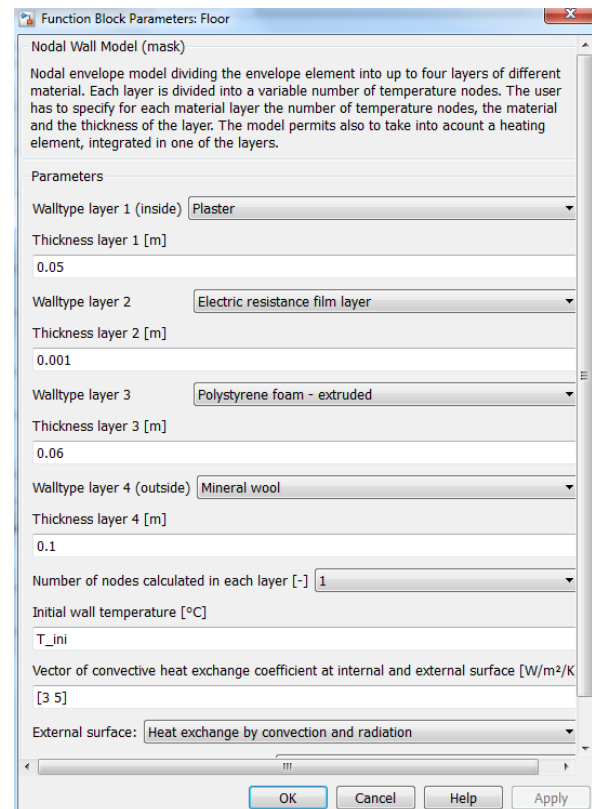 Function Block Parameters: Floor
Nodal Wall Model (mask)
Nodal envelope model dividing the envelope element into up to four layers of different
material. Each layer is divided into a variable number of temperature nodes. The user
has to specify for each material layer the number of temperature nodes, the material
and the thickness of the layer. The model permits also to take into acount a heating
element, integrated in one of the layers.
Parameters
Walltype layer 1 (inside) Plaster
Thickness layer 1 [m]
0.05
Walltype layer 2 Electric resistance film layer
Thickness layer 2 [m]
0.001
Walltype layer 3 Polystyrene foam - extruded
Thickness layer 3 [m]
0.06
Walltype layer 4 (outside) Mineral wool
Thickness layer 4 [m]
0.1
Number of nodes calculated in each layer [-] 1
Initial wall temperature [°C]
T_ini
Vector of convective heat exchange coefficient at internal and external surface [W/m²/K
[3 5]
External surface: Heat exchange by convection and radiation
OK Cancel Help Apply